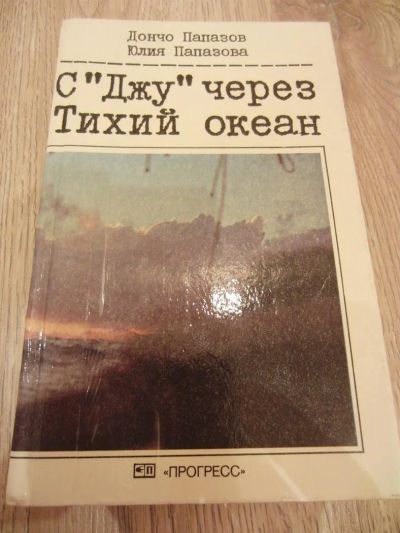 Дончо Папазов
Юлия Папазова
С "Джу" через
Тихий океан
«ПРОГРЕСС»